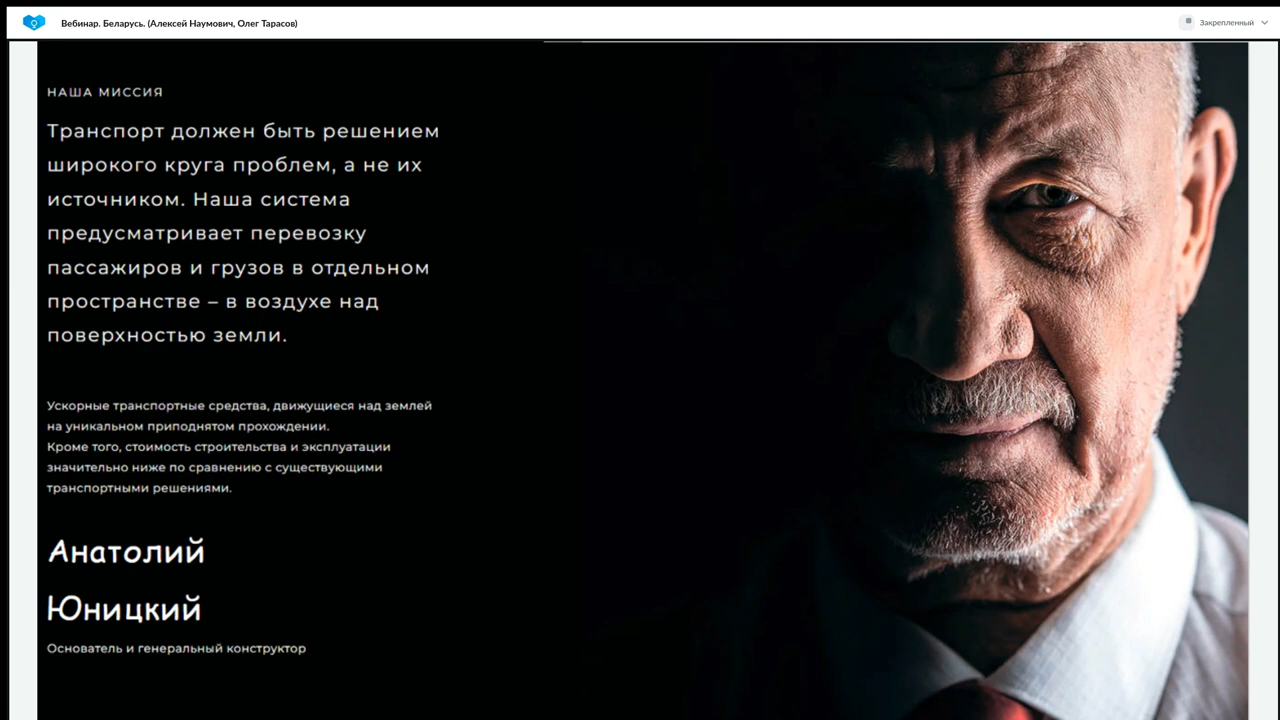 Вебинар. Беларусь. (Алексей Наумович, Олег Тарасов)
Закрепленный
НАША МИССИЯ
Транспорт должен быть решением
широкого круга проблем, а не их
источником. Наша система
предусматривает перевозку
пассажиров и грузов в отдельном
пространстве – в воздухе над
поверхностью земли.
Ускорные транспортные средства, движущиеся над землей
на уникальном приподнятом прохождении.
Кроме того, стоимость строительства и эксплуатации
значительно ниже по сравнению с существующими
транспортными решениями.
Анатолий
Юницкий
Основатель и генеральный конструктор